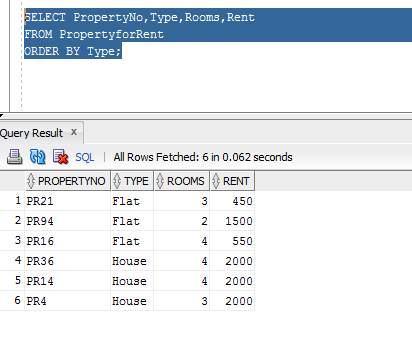 SELECT PropertyNo,Type,Rooms,Rent
FROM PropertyforRent
ORDER BY Type;
Query Result x
SQL | All Rows Fetched: 6 in 0.062 seconds
PROPERTYNO TYPE ROOMS RENT
1 PR21 Flat 3 450
2 PR94 Flat 2 1500
3 PR16 Flat 4 550
4 PR36 House 4 2000
5 PR14 House 4 2000
6 PR4 House 3 2000